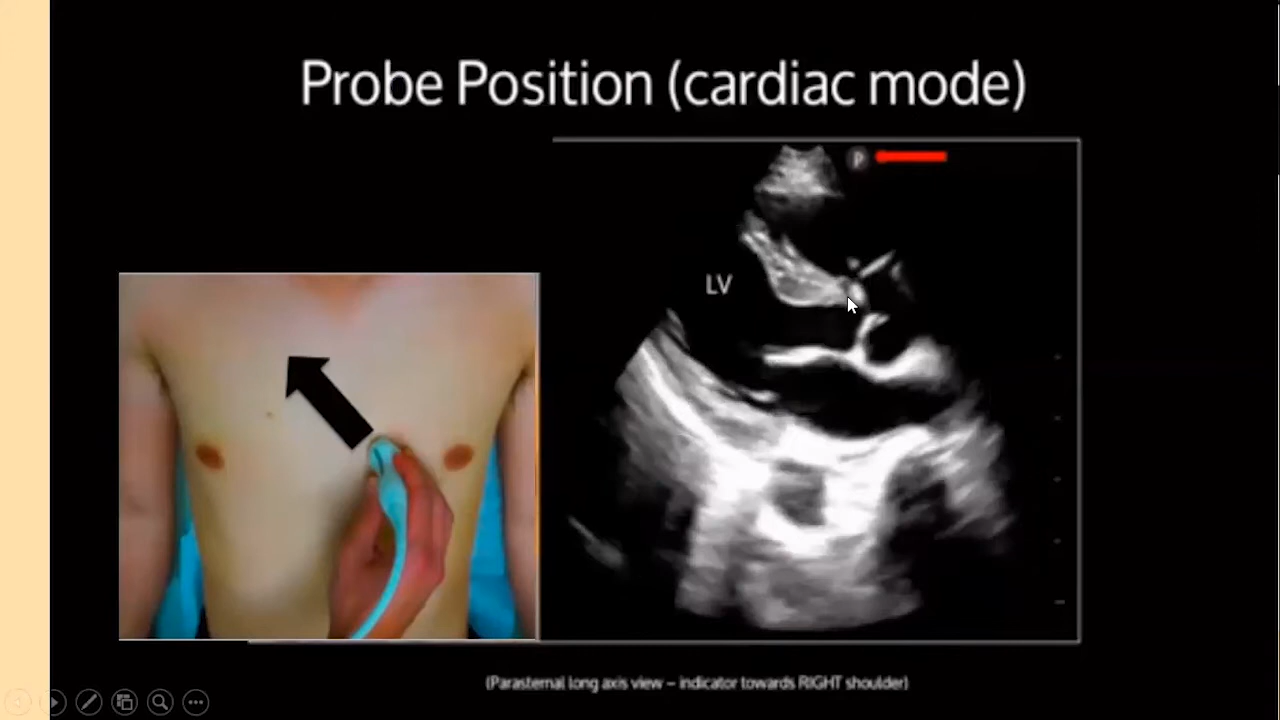 Probe Position (cardiac mode)
P
LV
(Parasternal long axis view – indicator towards RIGHT shoulder)